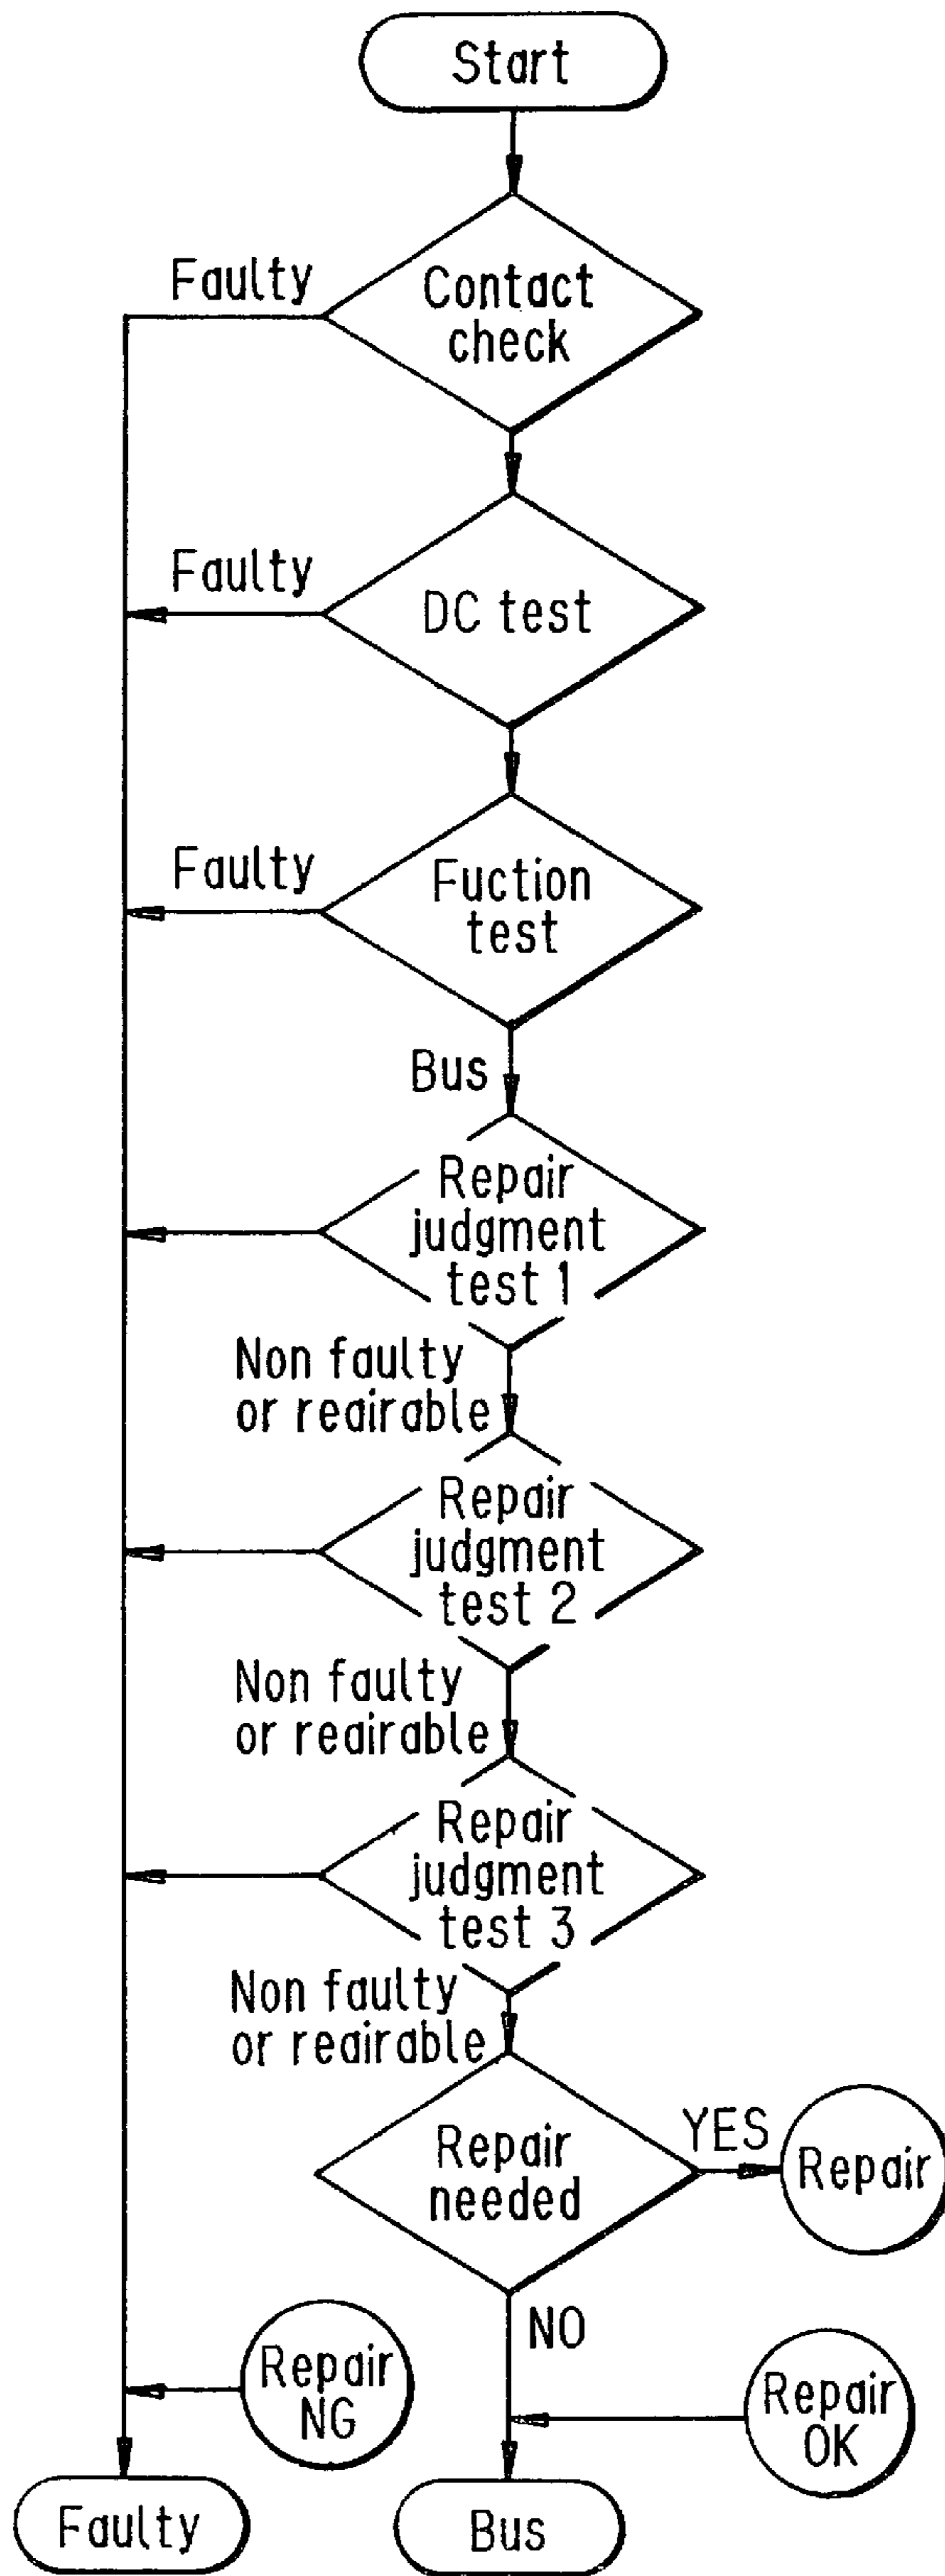 Start
Faulty
Contact
check
Faulty
DC test
Faulty
Fuction
test
Bus
Repair
judgment
test 1
Non faulty
or reairable
Repair
judgment
test 2
Non faulty
or reairable
Repair
judgment
test 3
Non faulty
or reairable
Repair
needed
YES
Repair
NO
Repair
NG
Repair
OK
Faulty
Bus